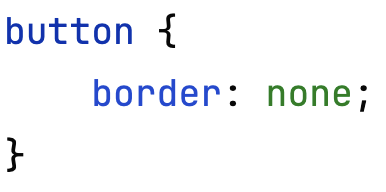 button {
    border: none;
}